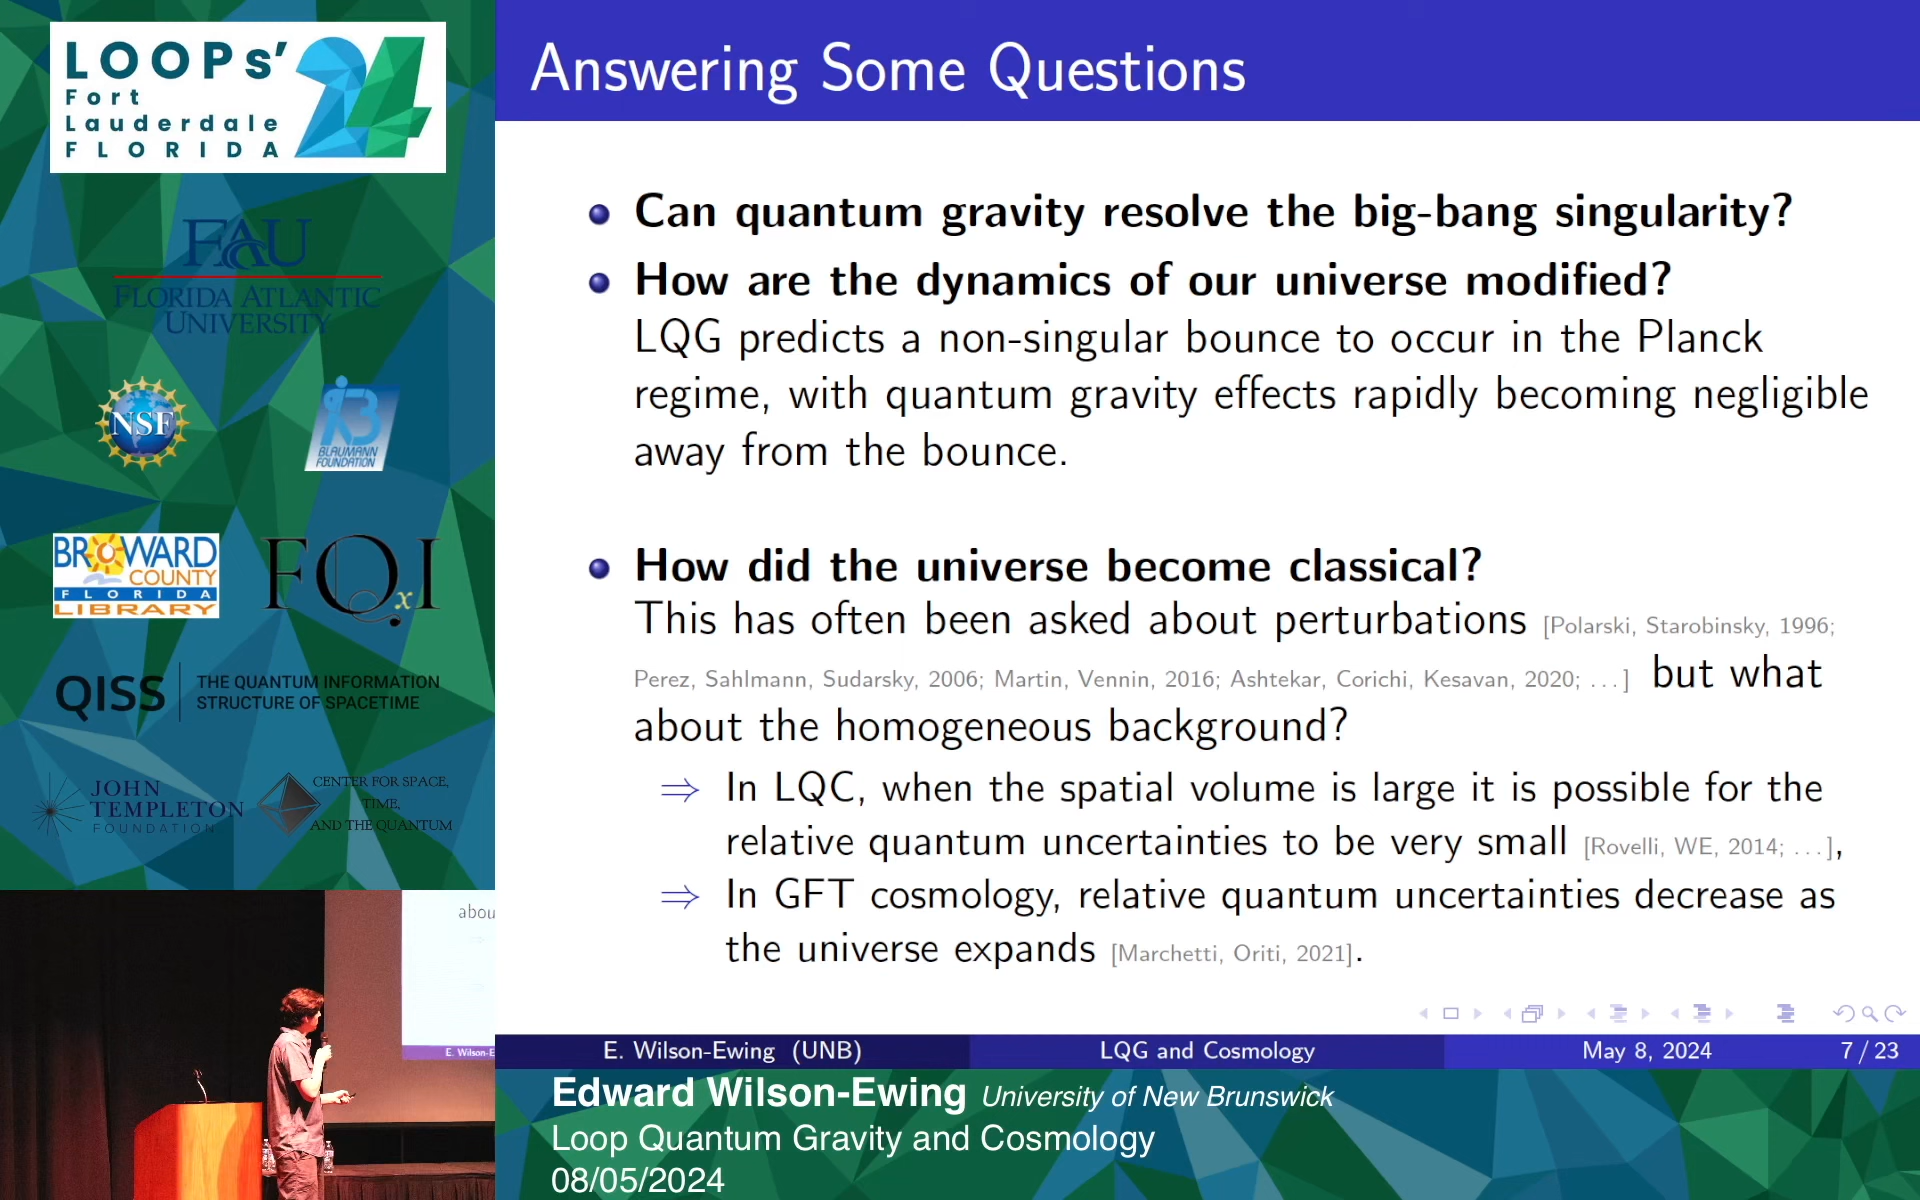 LOOPs'24
Fort
Lauderdale
FLORIDA
FAU
FLORIDA ATLANTIC
UNIVERSITY
NSF
BLAUMANN
FOUNDATION
BROWARD
COUNTY
FLORIDA
LIBRARY
FQxI
QISS
THE QUANTUM INFORMATION
STRUCTURE OF SPACETIME
JOHN
TEMPLETON
FOUNDATION
CENTER FOR SPACE,
TIME,
AND THE QUANTUM
Answering Some Questions
Can quantum gravity resolve the big-bang singularity?
How are the dynamics of our universe modified?
LQG predicts a non-singular bounce to occur in the Planck
regime, with quantum gravity effects rapidly becoming negligible
away from the bounce.
How did the universe become classical?
This has often been asked about perturbations [Polarski, Starobinsky, 1996;
Perez, Sahlmann, Sudarsky, 2006; Martin, Vennin, 2016; Ashtekar, Corichi, Kesavan, 2020; ...] but what
about the homogeneous background?
⇒ In LQC, when the spatial volume is large it is possible for the
relative quantum uncertainties to be very small [Rovelli, WE, 2014; ...],
⇒ In GFT cosmology, relative quantum uncertainties decrease as
the universe expands [Marchetti, Oriti, 2021].
E. Wilson-Ewing (UNB)
LQG and Cosmology
May 8, 2024
7 / 23
abou
E. Wilson-E
Edward Wilson-Ewing University of New Brunswick
Loop Quantum Gravity and Cosmology
08/05/2024